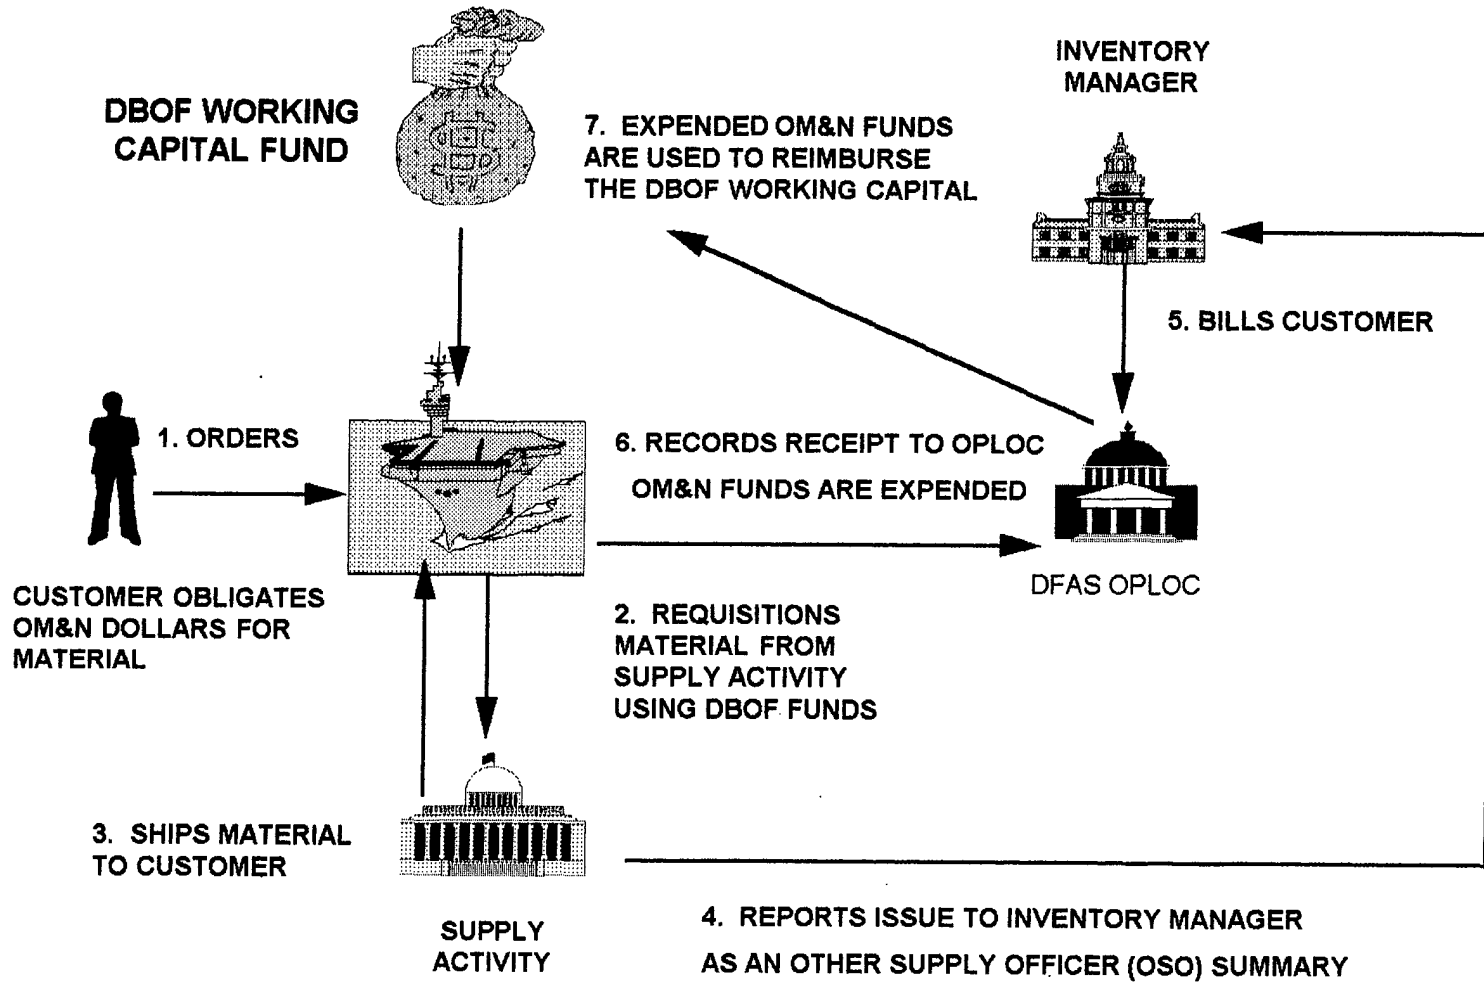 DBOF WORKING
CAPITAL FUND
7. EXPENDED OM&N FUNDS
ARE USED TO REIMBURSE
THE DBOF WORKING CAPITAL
INVENTORY
MANAGER
5. BILLS CUSTOMER
1. ORDERS
6. RECORDS RECEIPT TO OPLOC
OM&N FUNDS ARE EXPENDED
DFAS OPLOC
CUSTOMER OBLIGATES
OM&N DOLLARS FOR
MATERIAL
2. REQUISITIONS
MATERIAL FROM
SUPPLY ACTIVITY
USING DBOF FUNDS
3. SHIPS MATERIAL
TO CUSTOMER
SUPPLY
ACTIVITY
4. REPORTS ISSUE TO INVENTORY MANAGER
AS AN OTHER SUPPLY OFFICER (OSO) SUMMARY